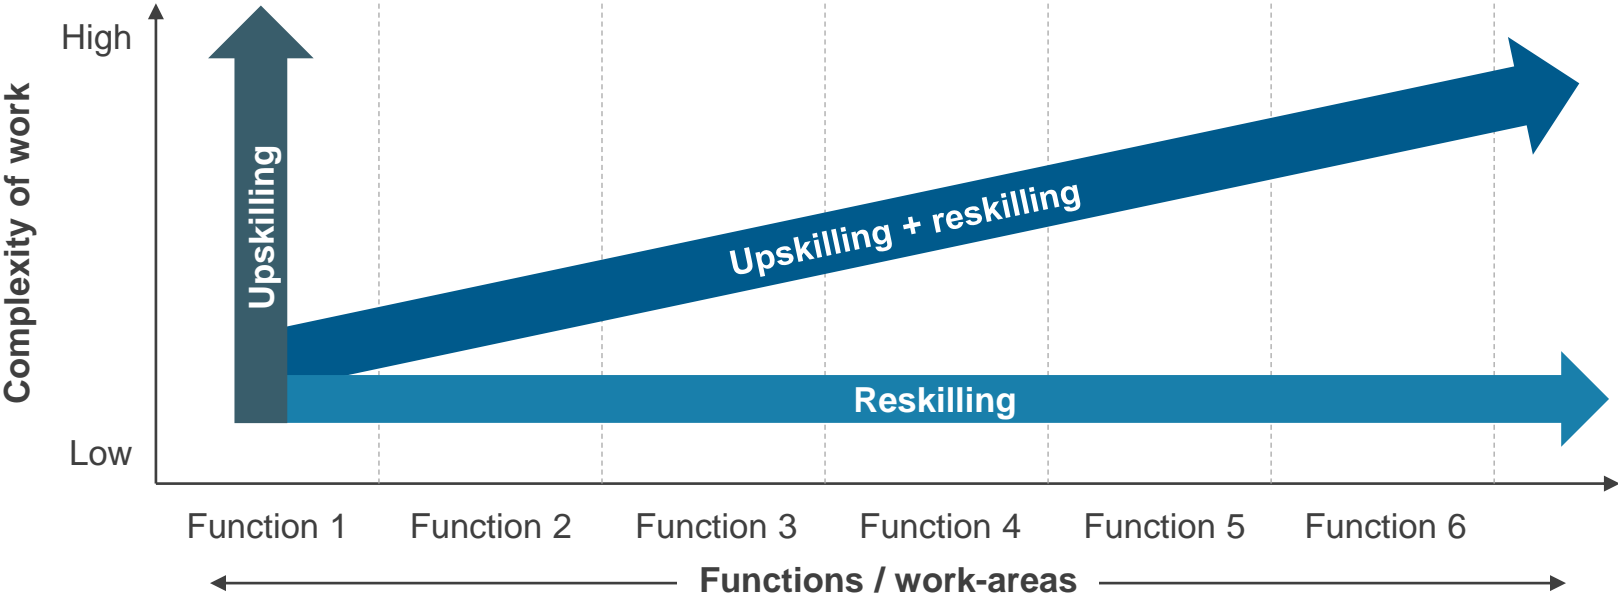 High
Complexity of work
Upskilling
Upskilling + reskilling
Reskilling
Low
Function 1 Function 2 Function 3 Function 4 Function 5 Function 6
Functions / work-areas